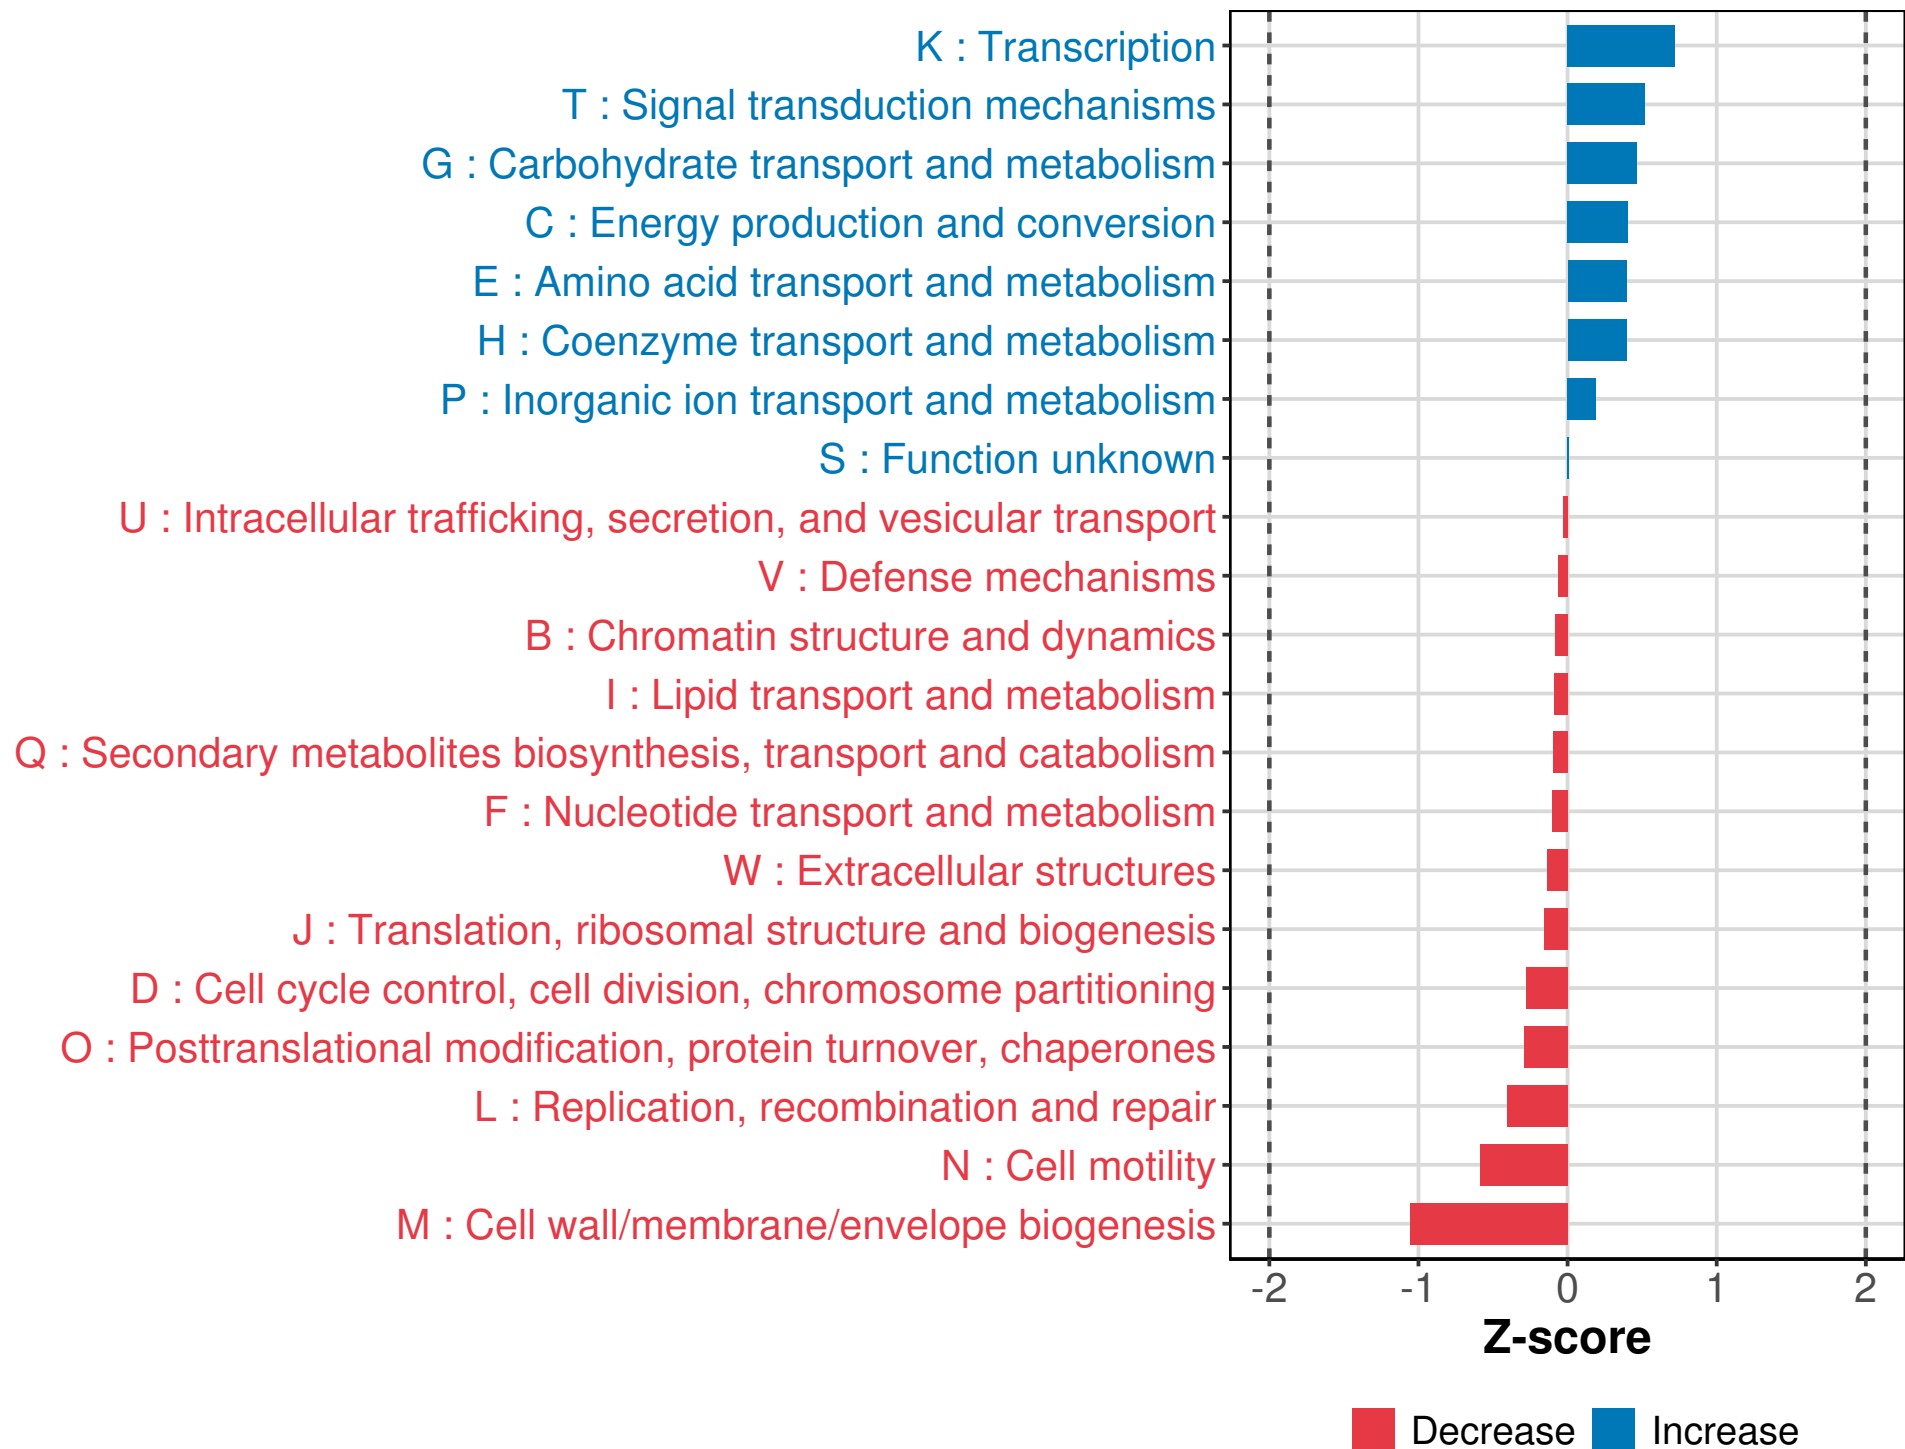 K : Transcription
T : Signal transduction mechanisms
G : Carbohydrate transport and metabolism
C : Energy production and conversion
E : Amino acid transport and metabolism
H : Coenzyme transport and metabolism
P : Inorganic ion transport and metabolism
S : Function unknown
U : Intracellular trafficking, secretion, and vesicular transport
V : Defense mechanisms
B : Chromatin structure and dynamics
I : Lipid transport and metabolism
Q : Secondary metabolites biosynthesis, transport and catabolism
F : Nucleotide transport and metabolism
W : Extracellular structures
J : Translation, ribosomal structure and biogenesis
D : Cell cycle control, cell division, chromosome partitioning
O : Posttranslational modification, protein turnover, chaperones
L : Replication, recombination and repair
N : Cell motility
M : Cell wall/membrane/envelope biogenesis
-2 -1 0 1 2
Z-score
Decrease Increase